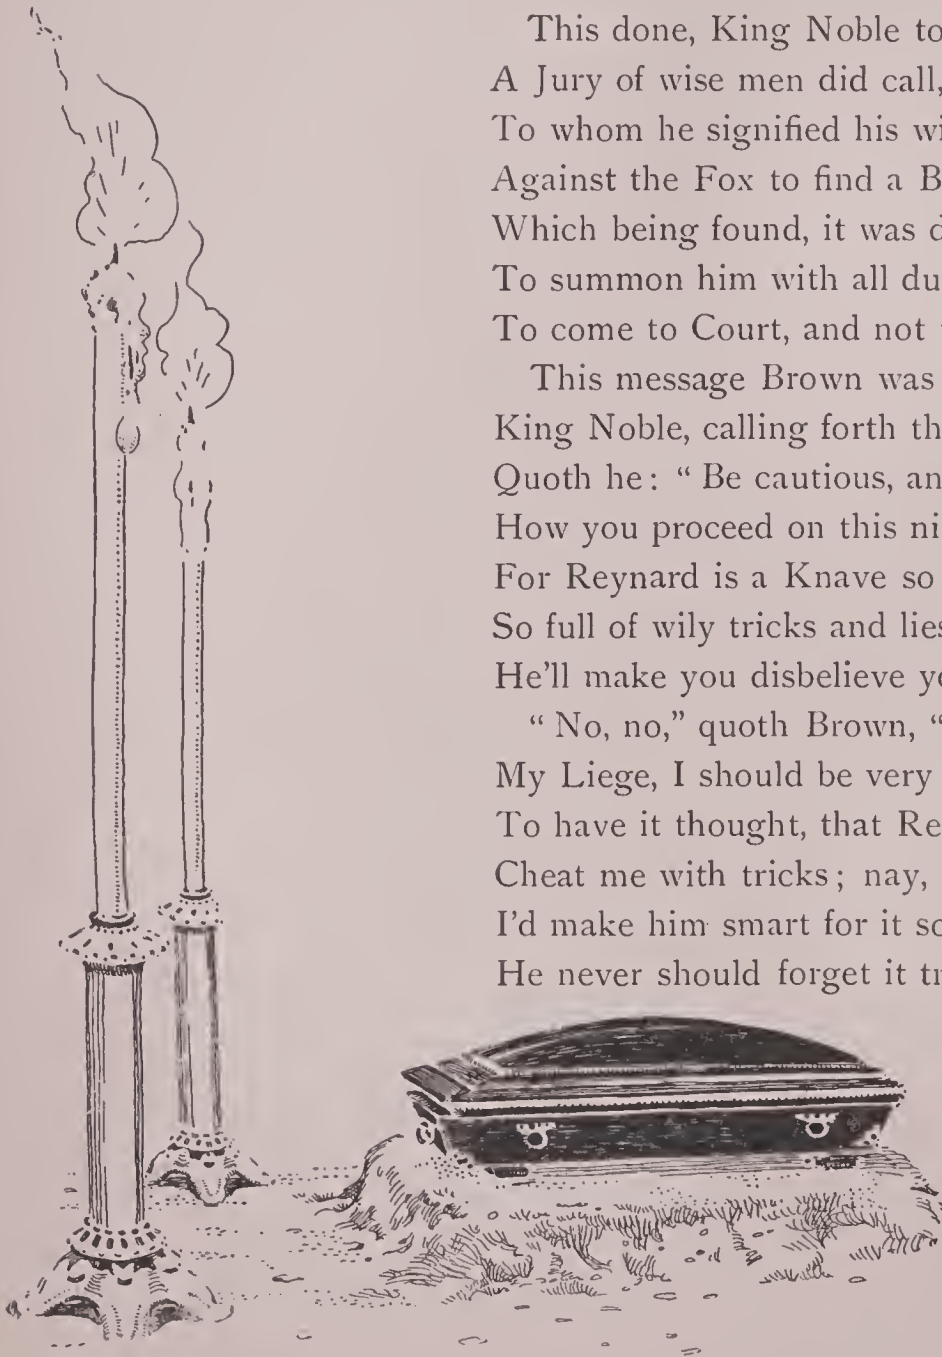 This done, King Noble to
A Jury of wise men did call,
To whom he signified his wi
Against the Fox to find a B
Which being found, it was d
To summon him with all du
To come to Court, and not
This message Brown was
King Noble, calling forth th
Quoth he: “ Be cautious, an
How you proceed on this ni
For Reynard is a Knave so
So full of wily tricks and lies
He’ll make you disbelieve ye
“ No, no,” quoth Brown, “
My Liege, I should be very
To have it thought, that Re
Cheat me with tricks; nay,
I’d make him smart for it so
He never should forget it tr